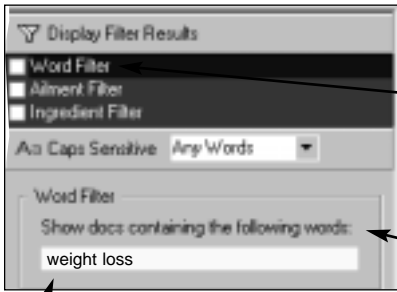 Display Filter Results
Word Filter
Ailment Filter
Ingredient Filter
Aa Caps Sensitive Any Words
Word Filter
Show docs containing the following words:
weight loss